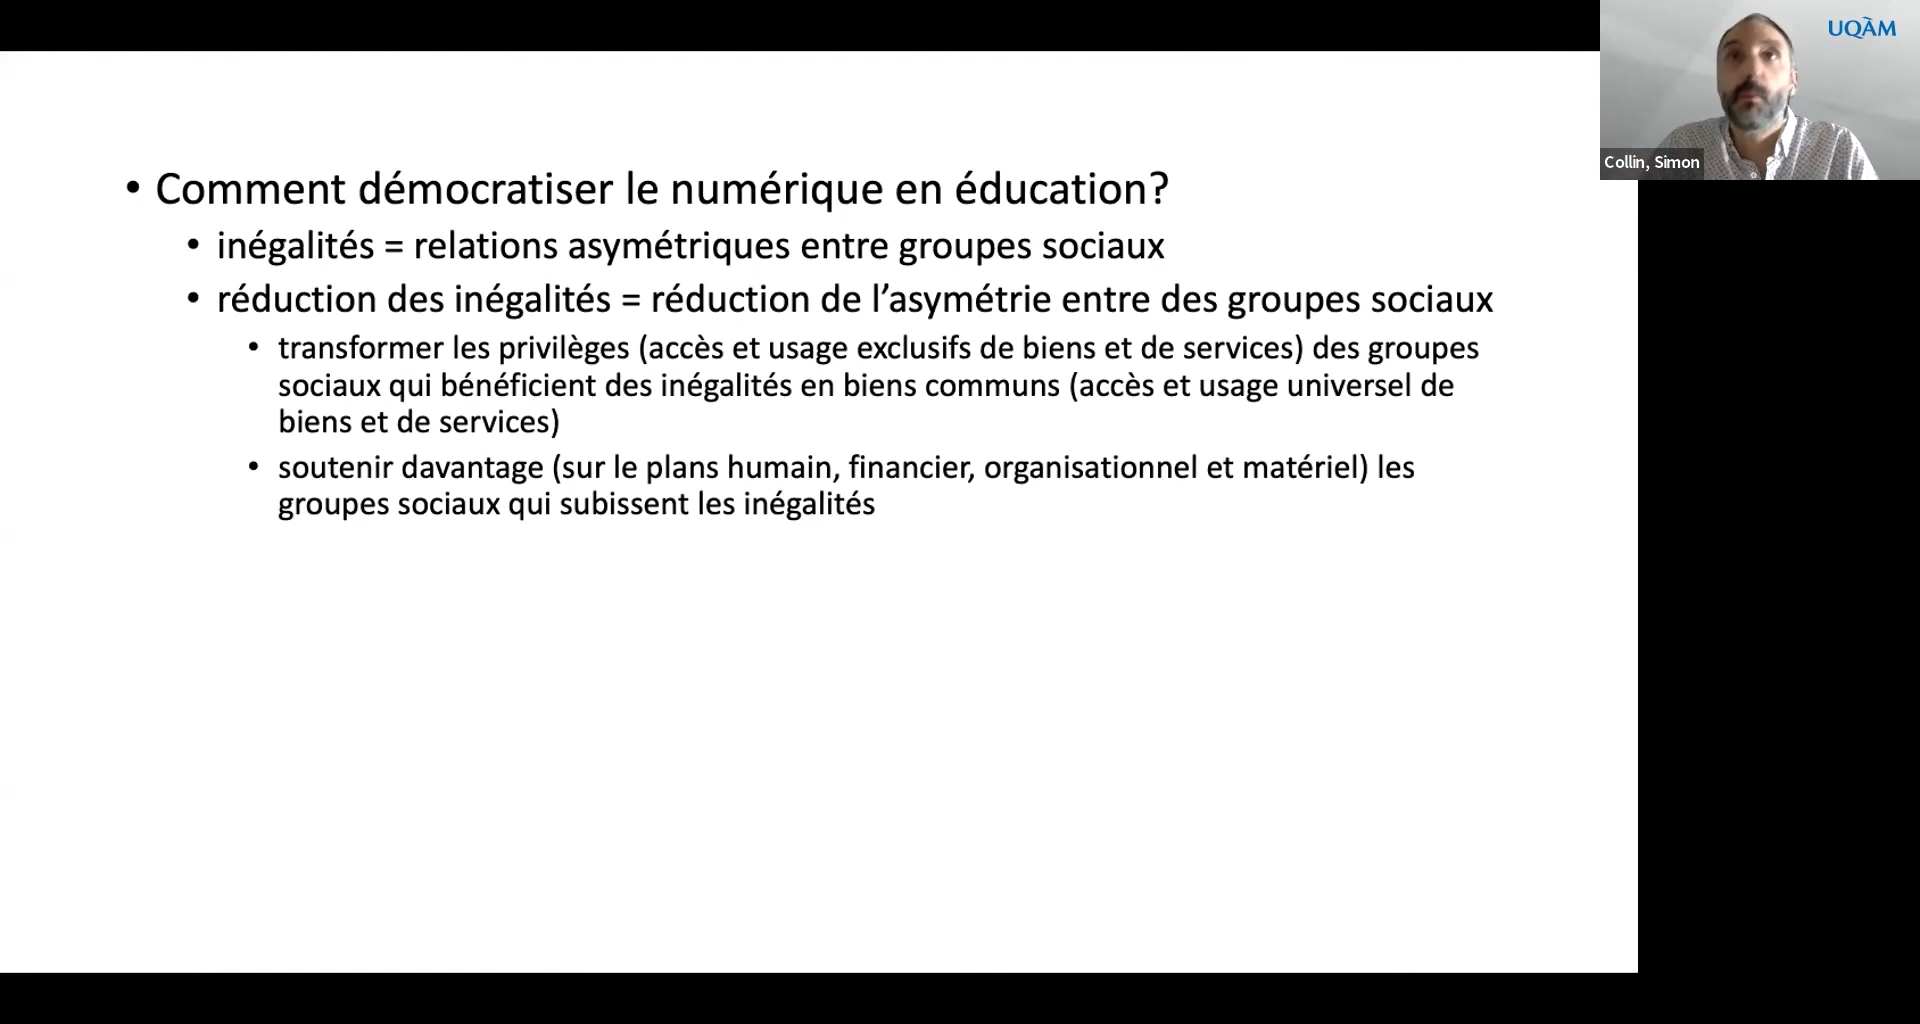 UQÀM
Collin, Simon
• Comment démocratiser le numérique en éducation?
• inégalités = relations asymétriques entre groupes sociaux
• réduction des inégalités = réduction de l’asymétrie entre des groupes sociaux
• transformer les privilèges (accès et usage exclusifs de biens et de services) des groupes
sociaux qui bénéficient des inégalités en biens communs (accès et usage universel de
biens et de services)
• soutenir davantage (sur le plans humain, financier, organisationnel et matériel) les
groupes sociaux qui subissent les inégalités